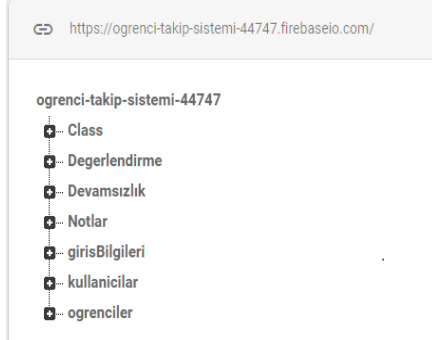 https://ogrenci-takip-sistemi-44747.firebaseio.com/
ogrenci-takip-sistemi-44747
Class
Degerlendirme
Devamsızlık
Notlar
girisBilgileri
kullanicilar
ogrenciler